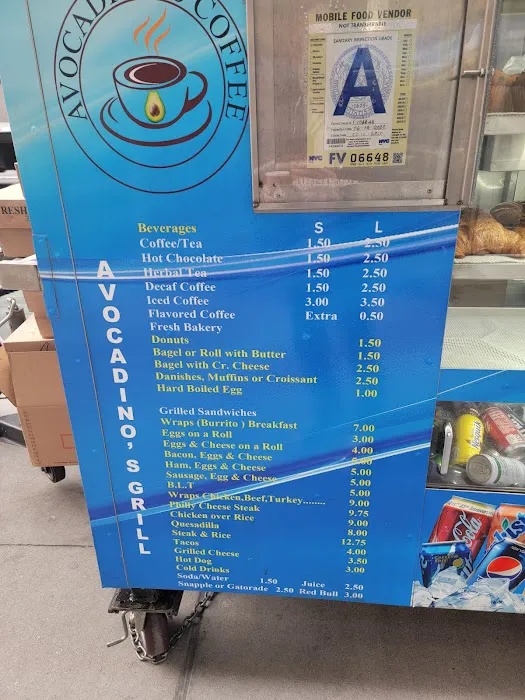 AVOCADINO COFFEE
MOBILE FOOD VENDOR
NOT TRANSFERABLE
SANITARY INSPECTION GRADE
A
NYC FV 06648
RESH
AVOCADINO'S GRILL
Beverages S L
Coffee/Tea 1.50 2.50
Hot Chocolate 1.50 2.50
Herbal Tea 1.50 2.50
Decaf Coffee 1.50 2.50
Iced Coffee 3.00 3.50
Flavored Coffee Extra 0.50
Fresh Bakery
Donuts 1.50
Bagel or Roll with Butter 1.50
Bagel with Cr. Cheese 2.50
Danishes, Muffins or Croissant 2.50
Hard Boiled Egg 1.00
Grilled Sandwiches
Wraps (Burrito ) Breakfast 7.00
Eggs on a Roll 3.00
Eggs & Cheese on a Roll 4.00
Bacon, Eggs & Cheese 5.00
Ham, Eggs & Cheese 5.00
Sausage, Egg & Cheese 5.00
B.L.T 5.00
Wraps Chicken,Beef,Turkey........ 9.00
Philly Cheese Steak 9.75
Chicken over Rice 9.00
Quesadilla 8.00
Steak & Rice 12.75
Tacos 4.00
Grilled Cheese 3.50
Hot Dog 3.00
Cold Drinks
Soda/Water 1.50 Juice 2.50
Snapple or Gatorade 2.50 Red Bull 3.00